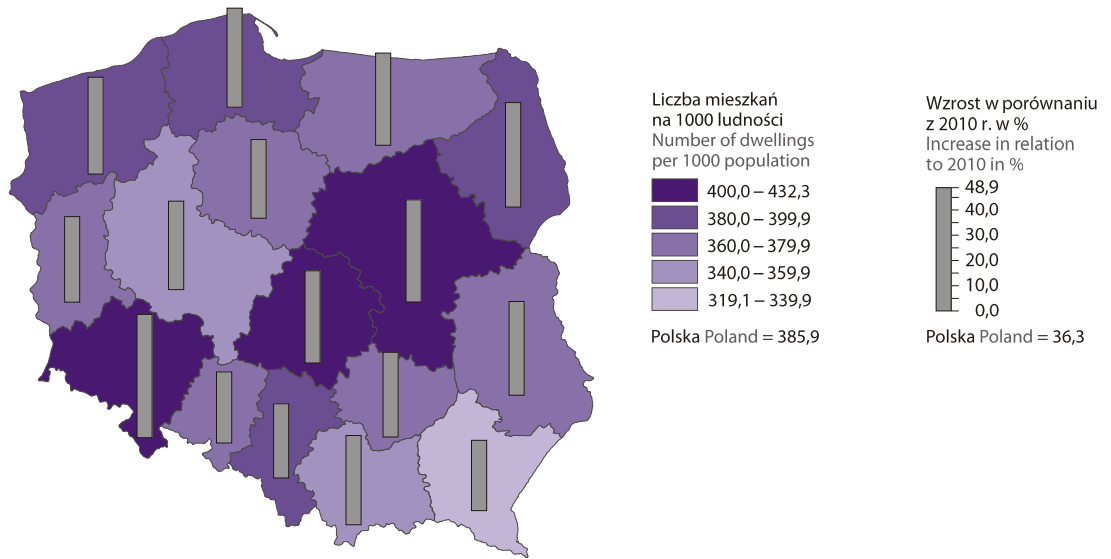 Liczba mieszkań
na 1000 ludności
Number of dwellings
per 1000 population
400,0 – 432,3
380,0 – 399,9
360,0 – 379,9
340,0 – 359,9
319,1 – 339,9
Polska Poland = 385,9
Wzrost w porównaniu
z 2010 r. w %
Increase in relation
to 2010 in %
48,9
40,0
30,0
20,0
10,0
0,0
Polska Poland = 36,3